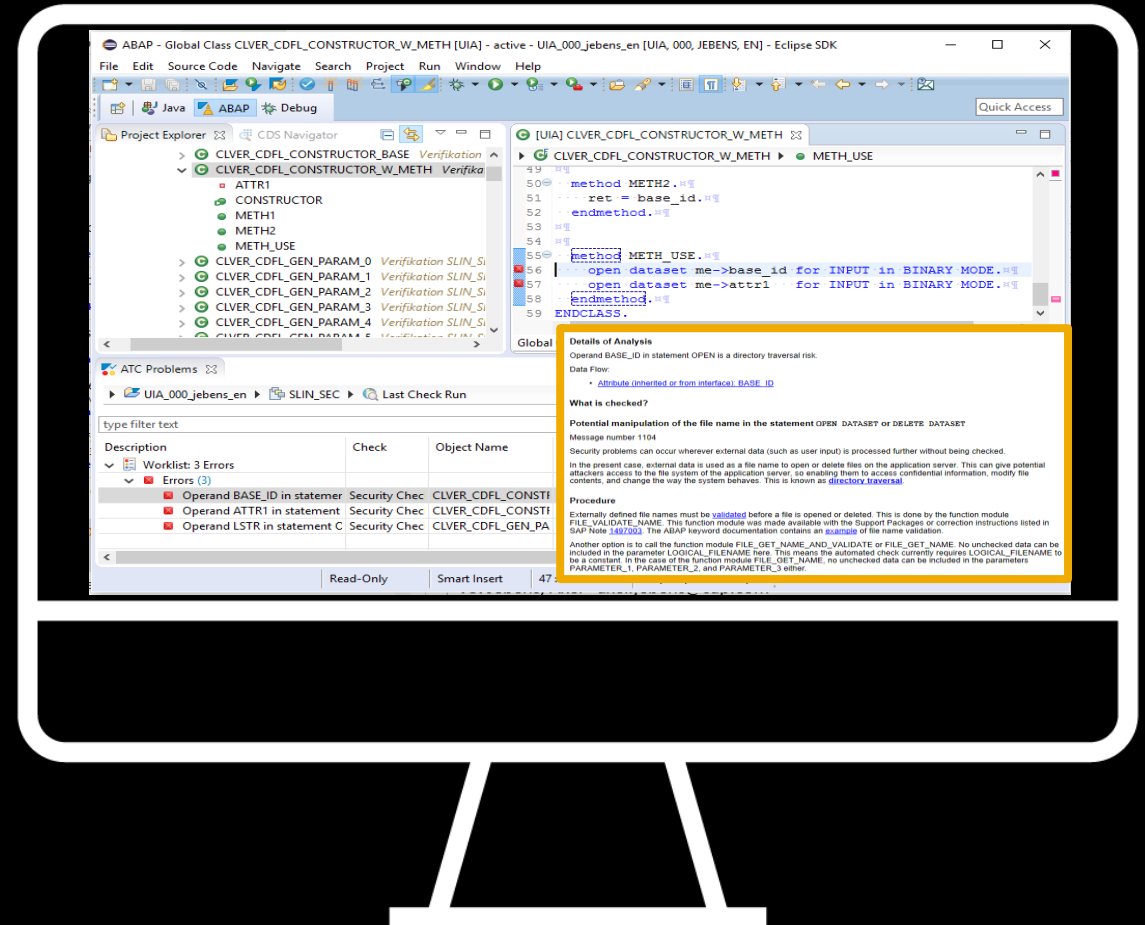 ABAP - Global Class CLVER_CDFL_CONSTRUCTOR_W_METH [UIA] - active - UIA_000_jebens_en [UIA, 000, JEBENS, EN] - Eclipse SDK
File Edit Source Code Navigate Search Project Run Window Help
Java ABAP Debug
Quick Access
Project Explorer CDS Navigator
CLVER_CDFL_CONSTRUCTOR_BASE Verifikation
CLVER_CDFL_CONSTRUCTOR_W_METH Verifika
ATTR1
CONSTRUCTOR
METH1
METH2
METH_USE
CLVER_CDFL_GEN_PARAM_0 Verifikation SLIN_SI
CLVER_CDFL_GEN_PARAM_1 Verifikation SLIN_SI
CLVER_CDFL_GEN_PARAM_2 Verifikation SLIN_SI
CLVER_CDFL_GEN_PARAM_3 Verifikation SLIN_SI
CLVER_CDFL_GEN_PARAM_4 Verifikation SLIN_SI
[UIA] CLVER_CDFL_CONSTRUCTOR_W_METH
CLVER_CDFL_CONSTRUCTOR_W_METH METH_USE
49
50 method METH2.
51 ret = base_id.
52 endmethod.
53
54
55 method METH_USE.
56 open dataset me->base_id for INPUT in BINARY MODE.
57 open dataset me->attr1 for INPUT in BINARY MODE.
58 endmethod.
59 ENDCLASS.
Global
ATC Problems
UIA_000_jebens_en SLIN_SEC Last Check Run
type filter text
Description Check Object Name
Worklist: 3 Errors
Errors (3)
Operand BASE_ID in statemer Security Chec CLVER_CDFL_CONSTF
Operand ATTR1 in statement Security Chec CLVER_CDFL_CONSTF
Operand LSTR in statement C Security Chec CLVER_CDFL_GEN_PA
Read-Only Smart Insert 47
Details of Analysis
Operand BASE_ID in statement OPEN is a directory traversal risk.
Data Flow:
• Attribute (inherited or from interface): BASE_ID
What is checked?
Potential manipulation of the file name in the statement OPEN DATASET or DELETE DATASET
Message number 1104
Security problems can occur wherever external data (such as user input) is processed further without being checked.
In the present case, external data is used as a file name to open or delete files on the application server. This can give potential
attackers access to the file system of the application server, so enabling them to access confidential information, modify file
contents, and change the way the system behaves. This is known as directory traversal.
Procedure
Externally defined file names must be validated before a file is opened or deleted. This is done by the function module
FILE_VALIDATE_NAME. This function module was made available with the Support Packages or correction instructions listed in
SAP Note 1497003. The ABAP keyword documentation contains an example of file name validation.
Another option is to call the function module FILE_GET_NAME_AND_VALIDATE or FILE_GET_NAME. No unchecked data can be
included in the parameter LOGICAL_FILENAME here. This means the automated check currently requires LOGICAL_FILENAME to
be a constant. In the case of the function module FILE_GET_NAME, no unchecked data can be included in the parameters
PARAMETER_1, PARAMETER_2, and PARAMETER_3 either.